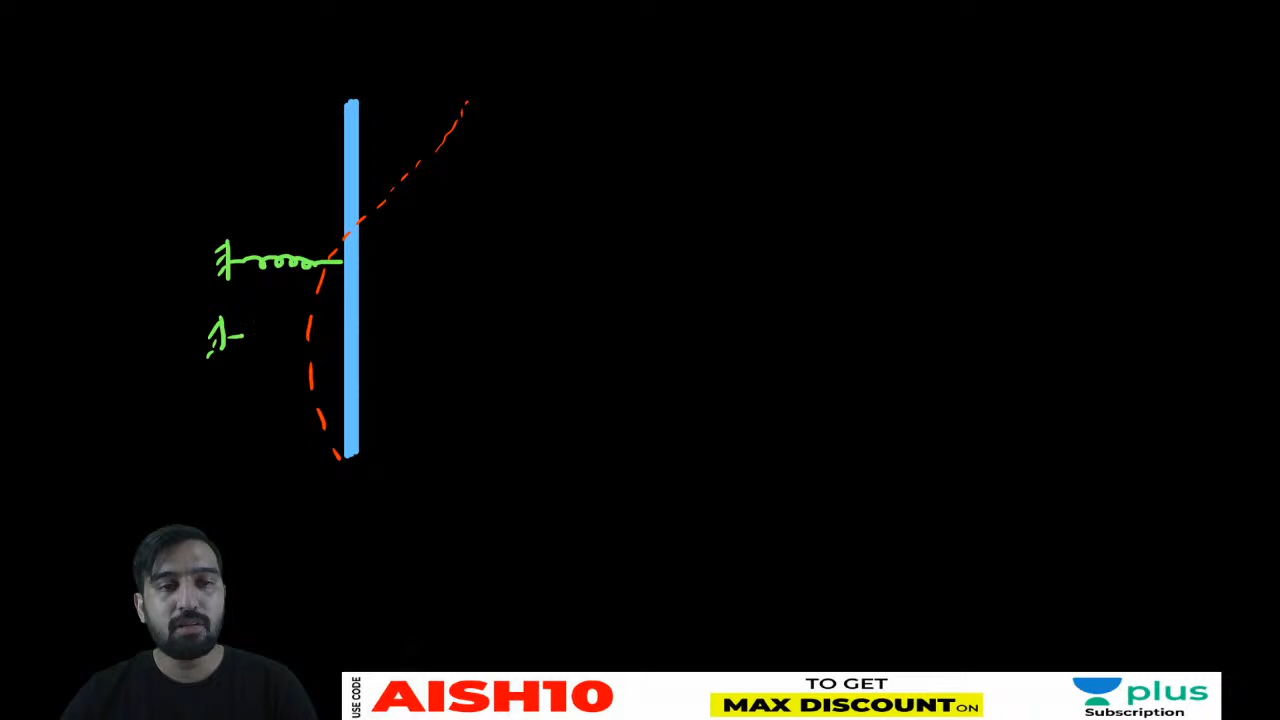 USE CODE
AISH10
TO GET
MAX DISCOUNT ON
plus
Subscription